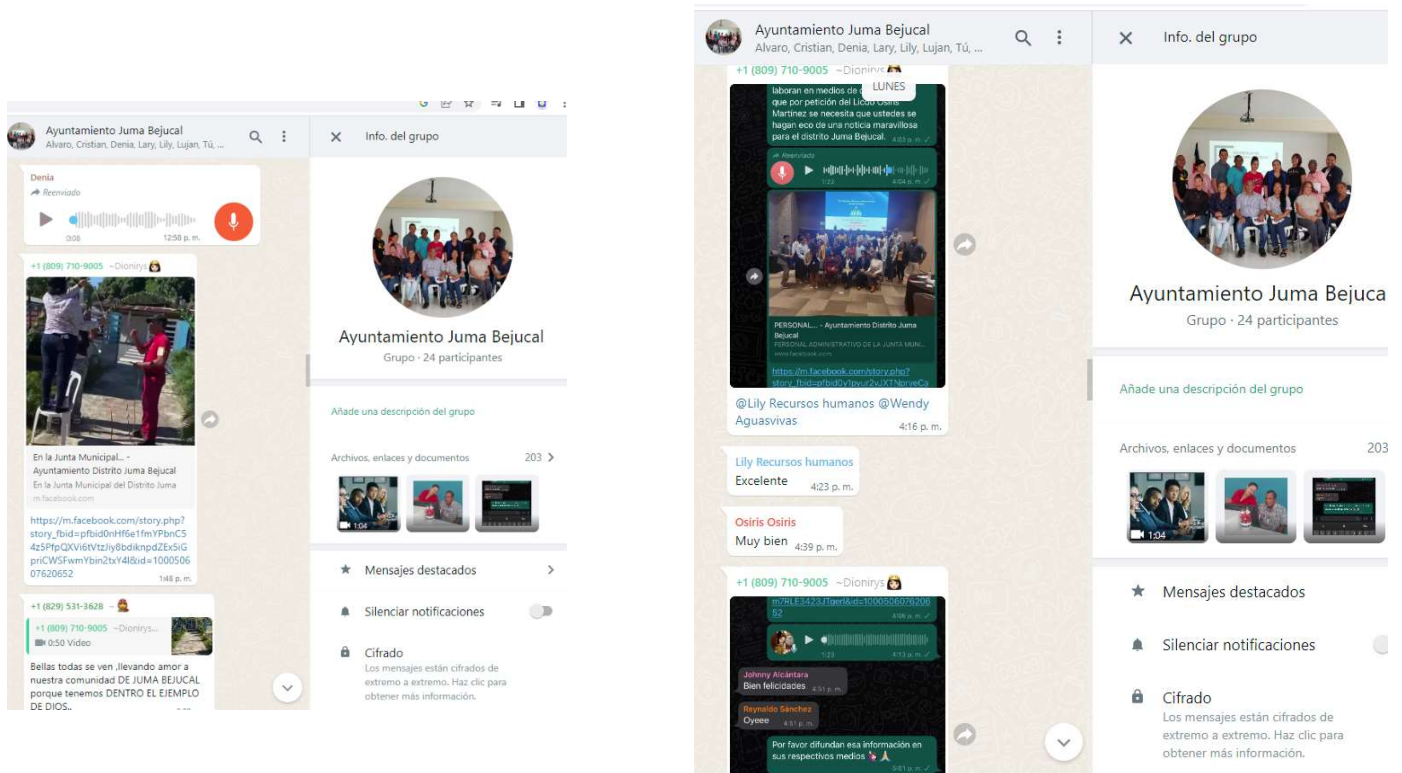 Ayuntamiento Juma Bejucal
Alvaro, Cristian, Denia, Lary, Lily, Lujan, Tú, ...
Denia
Reenviado
0:06
12:58 p. m.
+1 (809) 710-9005 ~Dionirys
En la Junta Municipal... -
Ayuntamiento Distrito Juma Bejucal
En la Junta Municipal del Distrito Juma
m.facebook.com
https://m.facebook.com/story.php?
1:48 p. m.
+1 (829) 531-3628 ~
+1 (809) 710-9005 ~Dionirys...
0:50 Video
Bellas todas se ven ,llevando amor a
nuestra comunidad DE JUMA BEJUCAL
porque tenemos DENTRO EL EJEMPLO
DE DIOS..
Info. del grupo
Ayuntamiento Juma Bejucal
Grupo · 24 participantes
Añade una descripción del grupo
Archivos, enlaces y documentos
203
1:04
Mensajes destacados
Silenciar notificaciones
Cifrado
Los mensajes están cifrados de
extremo a extremo. Haz clic para
obtener más información.
Ayuntamiento Juma Bejucal
Alvaro, Cristian, Denia, Lary, Lily, Lujan, Tú, ...
+1 (809) 710-9005 ~Dionirys
LUNES
laboran en medios de
que por petición del Licdo Osiris
Martínez se necesita que ustedes se
hagan eco de una noticia maravillosa
para el distrito Juma Bejucal.
4:03 p. m.
Reenviado
1:23
4:04 p. m.
PERSONAL... - Ayuntamiento Distrito Juma
Bejucal
PERSONAL ADMINISTRATIVO DE LA JUNTA MUNI...
www.facebook.com
https://m.facebook.com/story.php?
@Lily Recursos humanos @Wendy
Aguasvivas
4:16 p. m.
Lily Recursos humanos
Excelente
4:23 p. m.
Osiris Osiris
Muy bien
4:39 p. m.
+1 (809) 710-9005 ~Dionirys
52
1:23
4:13 p. m.
Johnny Alcántara
Bien felicidades
4:51 p. m.
Reynaldo Sánchez
Oyeee
4:51 p. m.
Por favor difundan esa información en
sus respectivos medios
5:01 p. m.
Info. del grupo
Ayuntamiento Juma Bejuca
Grupo · 24 participantes
Añade una descripción del grupo
Archivos, enlaces y documentos
203
1:04
Mensajes destacados
Silenciar notificaciones
Cifrado
Los mensajes están cifrados de
extremo a extremo. Haz clic para
obtener más información.